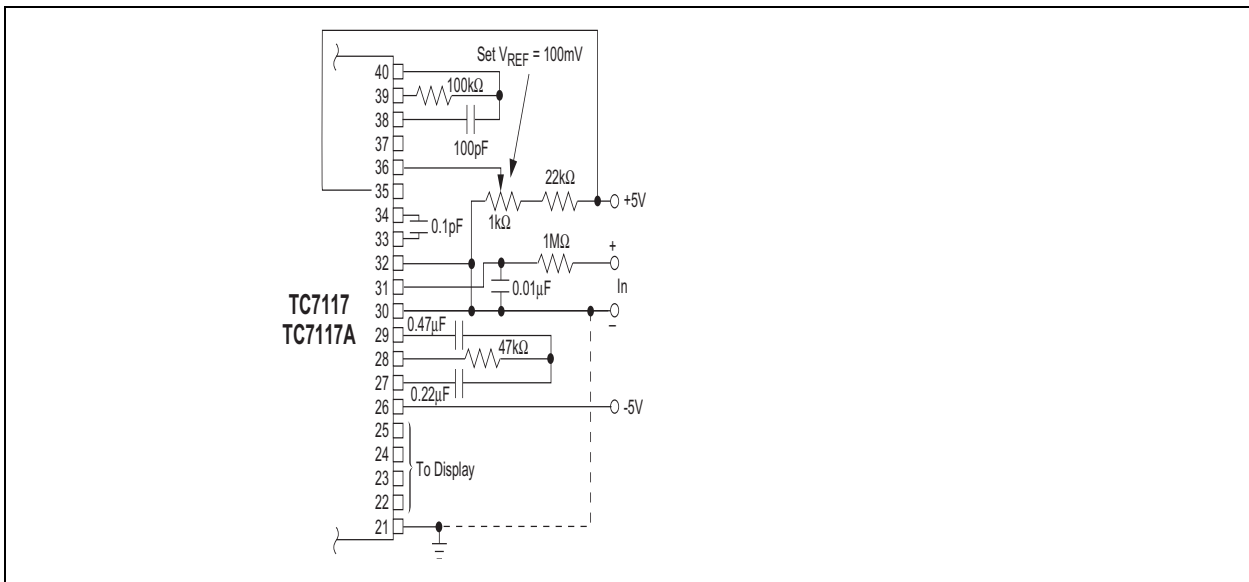 Set VREF = 100mV
40
39
100kΩ
38
100pF
37
36
35
22kΩ
+5V
1kΩ
34
0.1pF
33
32
1MΩ
+
31
0.01µF
In
30
–
TC7117
TC7117A
29
0.47µF
28
47kΩ
27
0.22µF
26
-5V
25
24
23
22
To Display
21